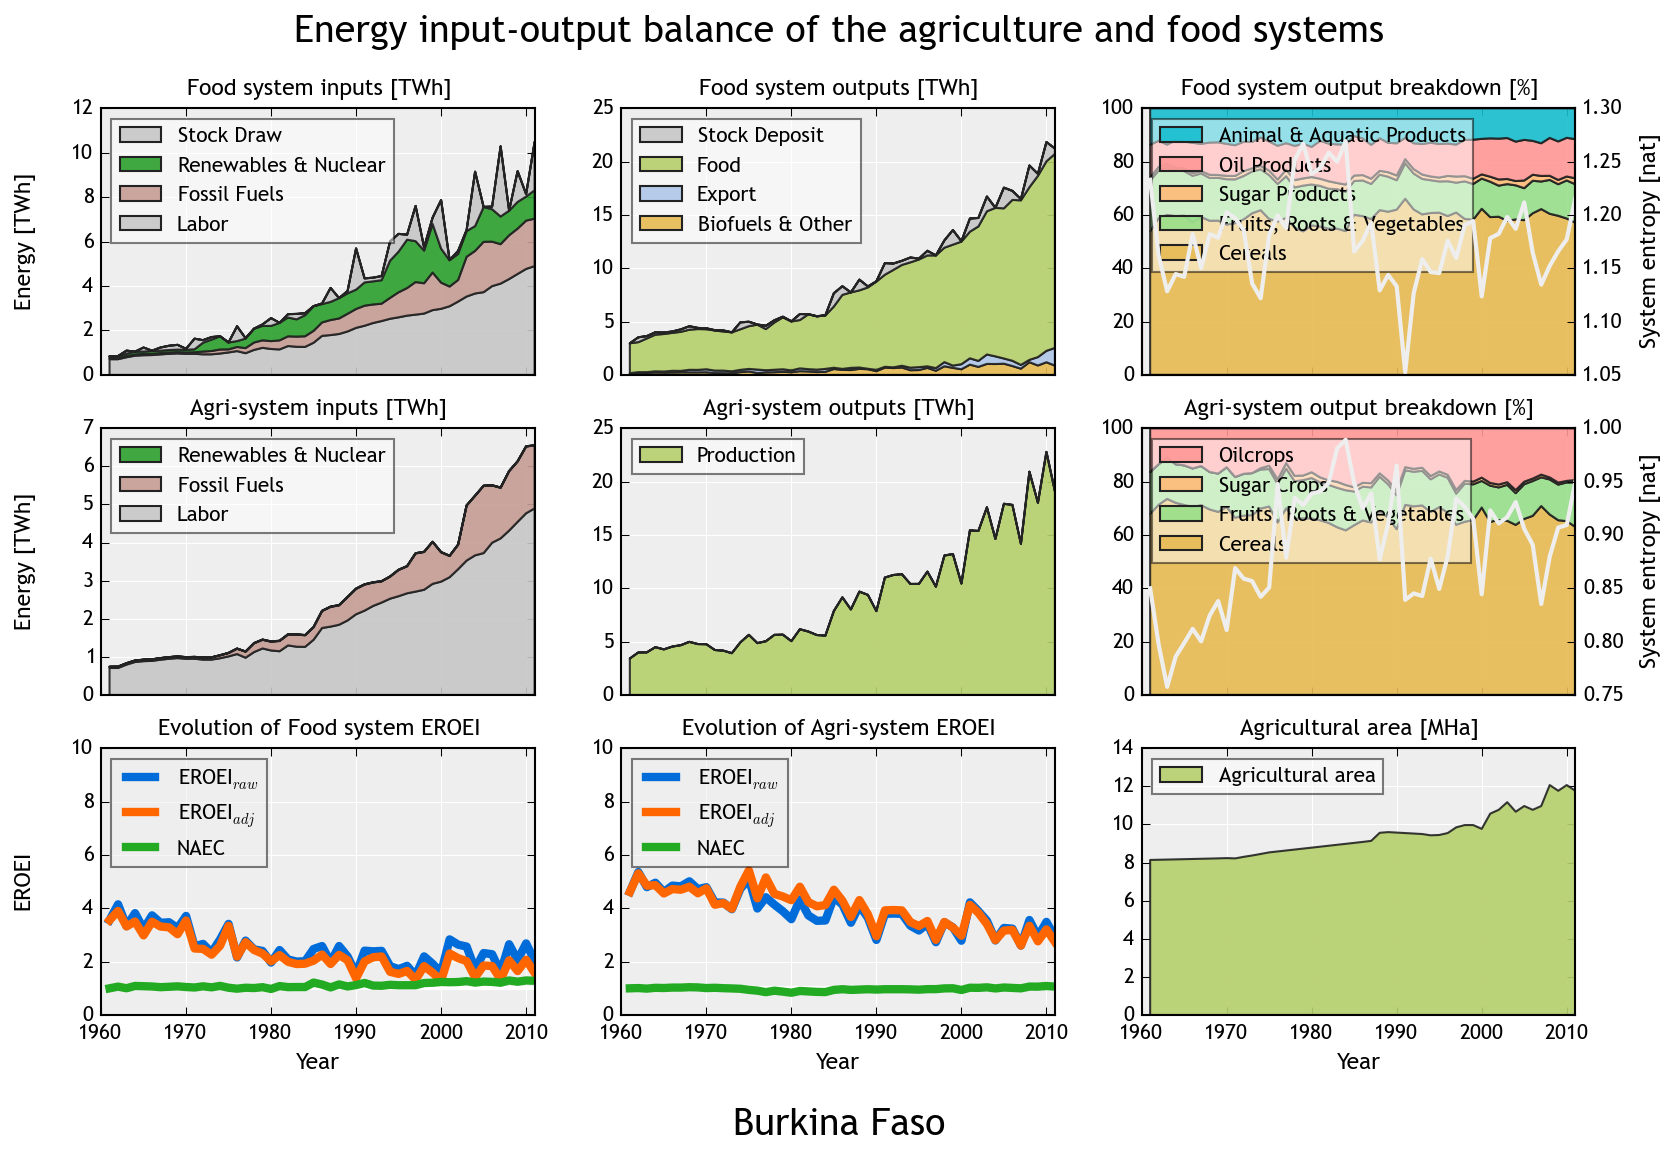 Energy input-output balance of the agriculture and food systems
Food system inputs [TWh]
Energy [TWh]
12
10
8
6
4
2
0
Stock Draw
Renewables & Nuclear
Fossil Fuels
Labor
Food system outputs [TWh]
25
20
15
10
5
0
Stock Deposit
Food
Export
Biofuels & Other
Food system output breakdown [%]
100
80
60
40
20
0
Animal & Aquatic Products
Oil Products
Sugar Products
Fruits, Roots & Vegetables
Cereals
1.30
1.25
1.20
1.15
1.10
1.05
System entropy [nat]
Agri-system inputs [TWh]
Energy [TWh]
7
6
5
4
3
2
1
0
Renewables & Nuclear
Fossil Fuels
Labor
Agri-system outputs [TWh]
25
20
15
10
5
0
Production
Agri-system output breakdown [%]
100
80
60
40
20
0
Oilcrops
Sugar Crops
Fruits, Roots & Vegetables
Cereals
1.00
0.95
0.90
0.85
0.80
0.75
System entropy [nat]
Evolution of Food system EROEI
EROEI
10
8
6
4
2
0
EROEI_raw
EROEI_adj
NAEC
1960 1970 1980 1990 2000 2010
Year
Evolution of Agri-system EROEI
10
8
6
4
2
0
EROEI_raw
EROEI_adj
NAEC
1960 1970 1980 1990 2000 2010
Year
Agricultural area [MHa]
14
12
10
8
6
4
2
0
Agricultural area
1960 1970 1980 1990 2000 2010
Year
Burkina Faso